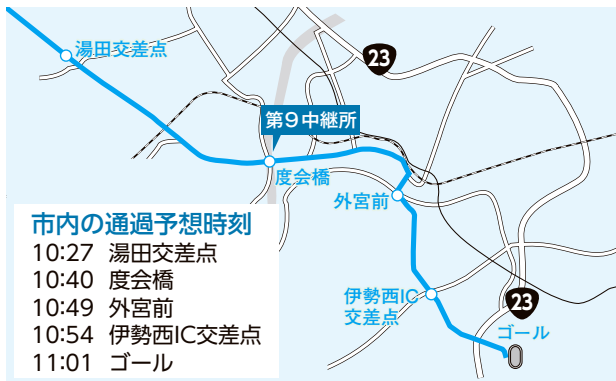 湯田交差点
23
第9中継所
度会橋
外宮前
市内の通過予想時刻
10:27 湯田交差点
10:40 度会橋
10:49 外宮前
10:54 伊勢西IC交差点
11:01 ゴール
伊勢西IC
交差点
23
ゴール